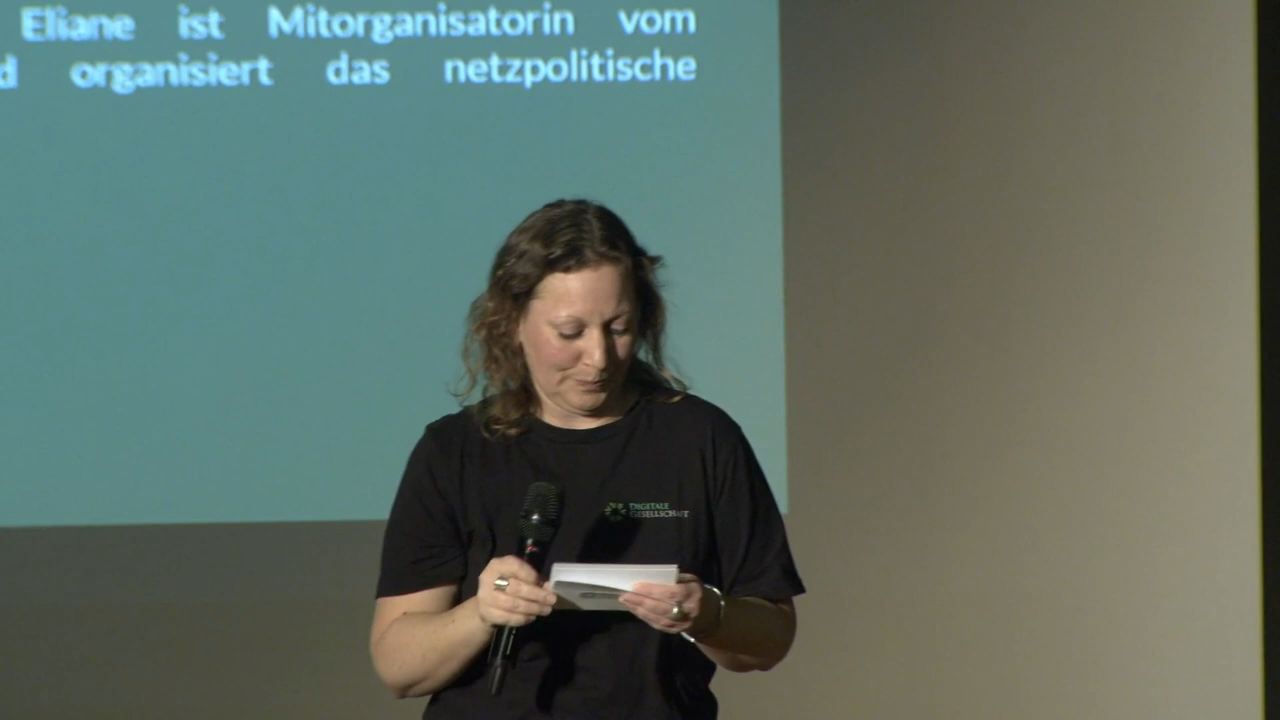 Eliane ist Mitorganisatorin vom
d organisiert das netzpolitische
DIGITALE
GESELLSCHAFT